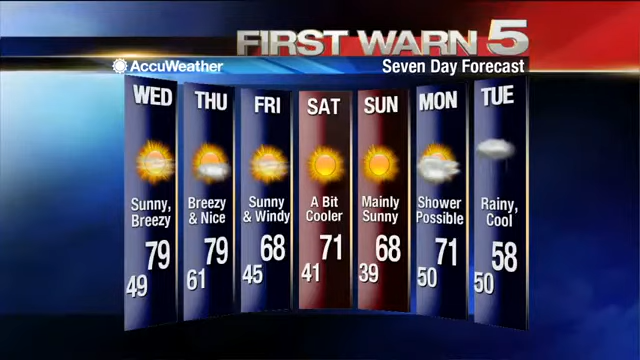 FIRST WARN 5
AccuWeather
Seven Day Forecast
WED THU FRI SAT SUN MON TUE
Sunny, Breezy
79
49
Breezy & Nice
79
61
Sunny & Windy
68
45
A Bit Cooler
71
41
Mainly Sunny
68
39
Shower Possible
71
50
Rainy, Cool
58
50